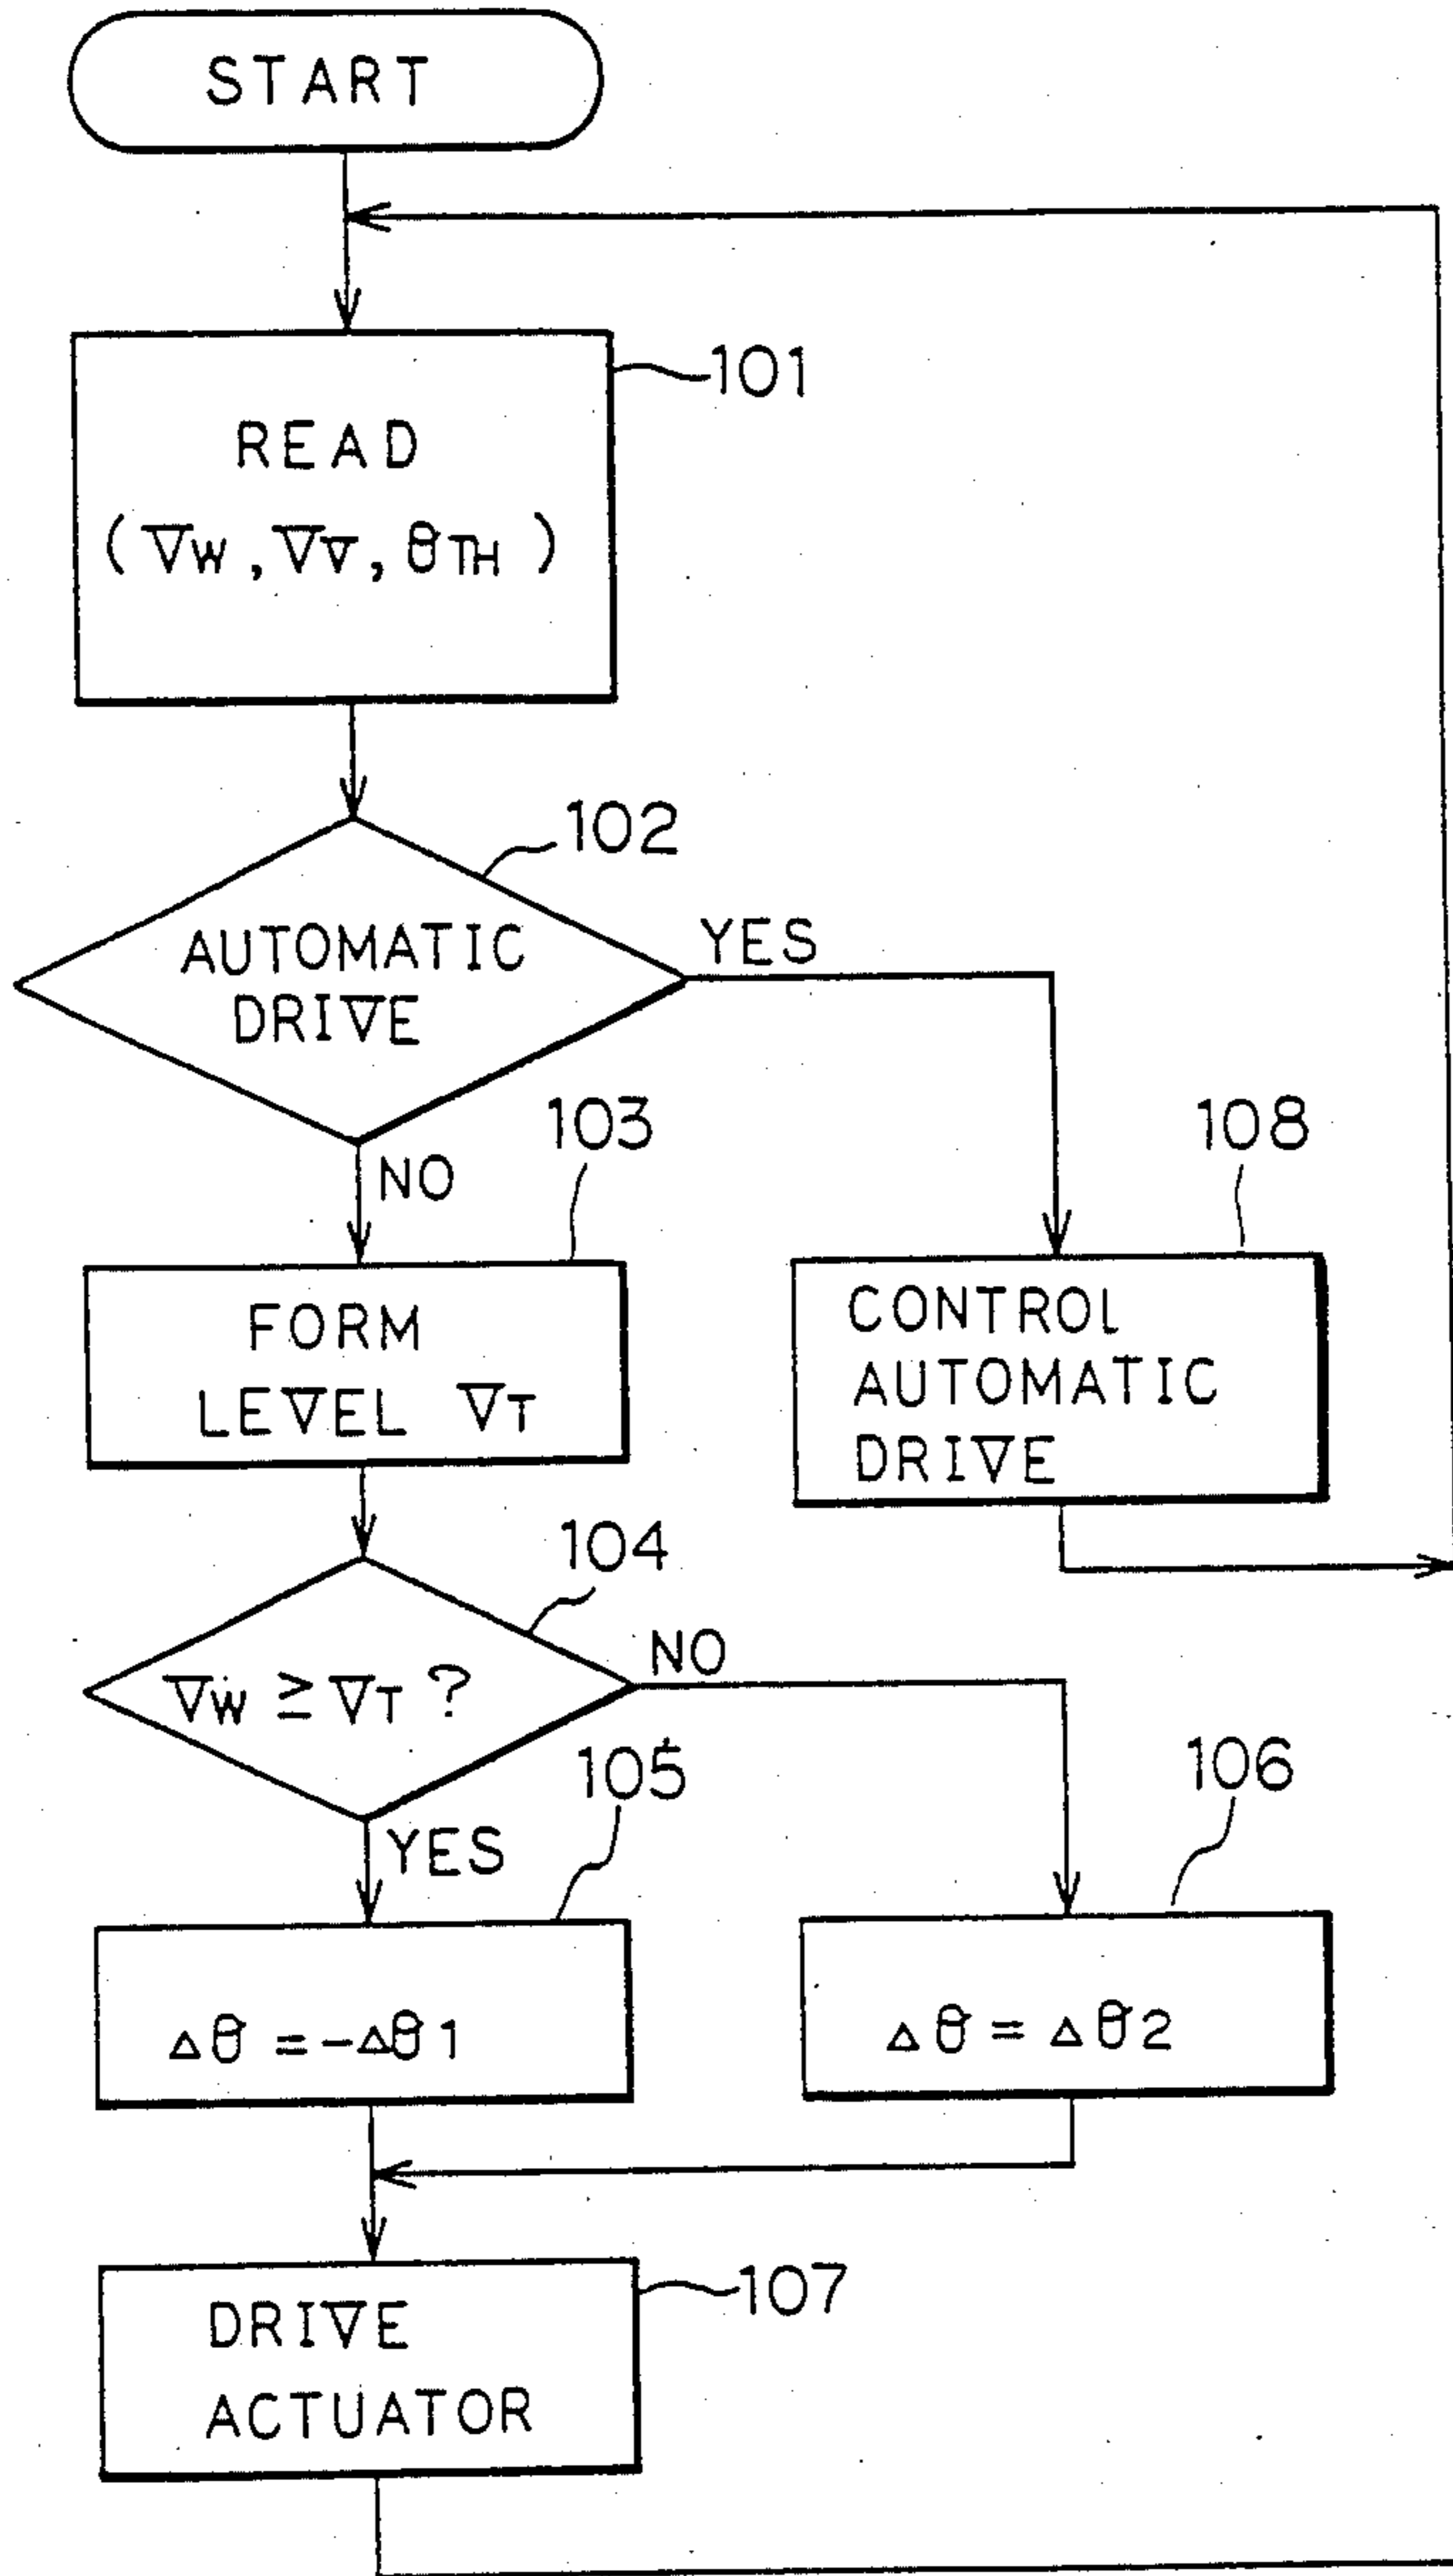 START
101
READ
(VW, VV, θTH)
102
AUTOMATIC
DRIVE
YES
NO
103
FORM
LEVEL VT
108
CONTROL
AUTOMATIC
DRIVE
104
VW ≥ VT ?
NO
YES
105
Δθ = -Δθ1
106
Δθ = Δθ2
107
DRIVE
ACTUATOR